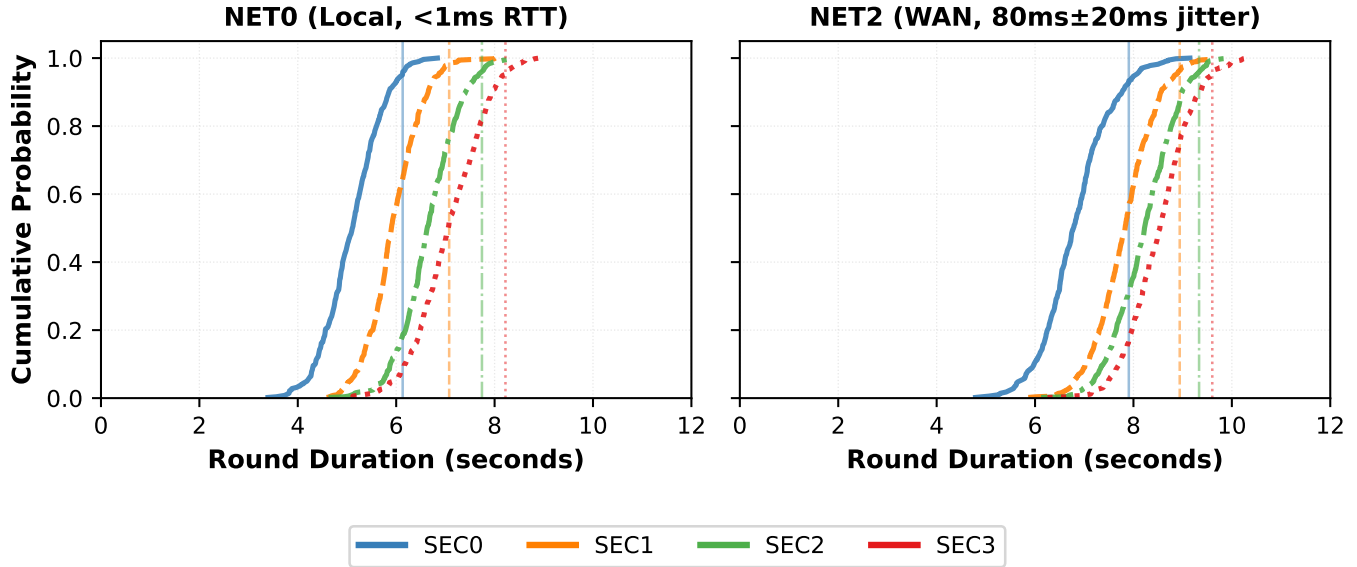 NET0 (Local, <1ms RTT)
NET2 (WAN, 80ms±20ms jitter)
Cumulative Probability
1.0
0.8
0.6
0.4
0.2
0.0
0 2 4 6 8 10 12
0 2 4 6 8 10 12
Round Duration (seconds)
Round Duration (seconds)
SEC0 SEC1 SEC2 SEC3